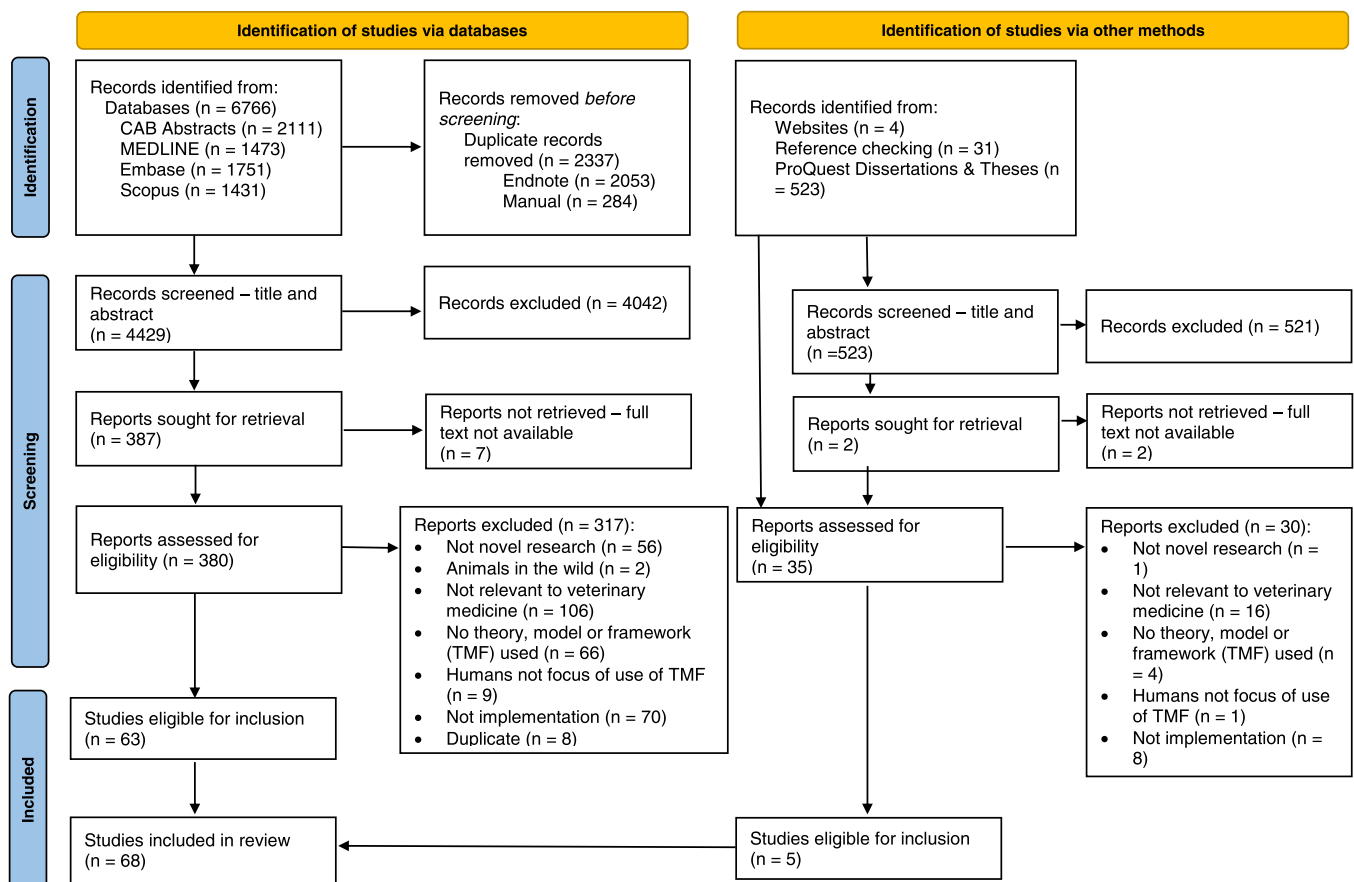 Identification of studies via databases
Identification of studies via other methods
Identification
Records identified from:
Databases (n = 6766)
CAB Abstracts (n = 2111)
MEDLINE (n = 1473)
Embase (n = 1751)
Scopus (n = 1431)
Records removed before
screening:
Duplicate records
removed (n = 2337)
Endnote (n = 2053)
Manual (n = 284)
Records identified from:
Websites (n = 4)
Reference checking (n = 31)
ProQuest Dissertations & Theses (n
= 523)
Screening
Records screened – title and
abstract
(n = 4429)
Records excluded (n = 4042)
Records screened – title and
abstract
(n =523)
Records excluded (n = 521)
Reports sought for retrieval
(n = 387)
Reports not retrieved – full
text not available
(n = 7)
Reports sought for retrieval
(n = 2)
Reports not retrieved – full
text not available
(n = 2)
Reports assessed for
eligibility (n = 380)
Reports excluded (n = 317):
• Not novel research (n = 56)
• Animals in the wild (n = 2)
• Not relevant to veterinary
medicine (n = 106)
• No theory, model or framework
(TMF) used (n = 66)
• Humans not focus of use of TMF
(n = 9)
• Not implementation (n = 70)
• Duplicate (n = 8)
Reports assessed for
eligibility
(n = 35)
Reports excluded (n = 30):
• Not novel research (n =
1)
• Not relevant to veterinary
medicine (n = 16)
• No theory, model or
framework (TMF) used (n
= 4)
• Humans not focus of use
of TMF (n = 1)
• Not implementation (n =
8)
Included
Studies eligible for inclusion
(n = 63)
Studies included in review
(n = 68)
Studies eligible for inclusion
(n = 5)